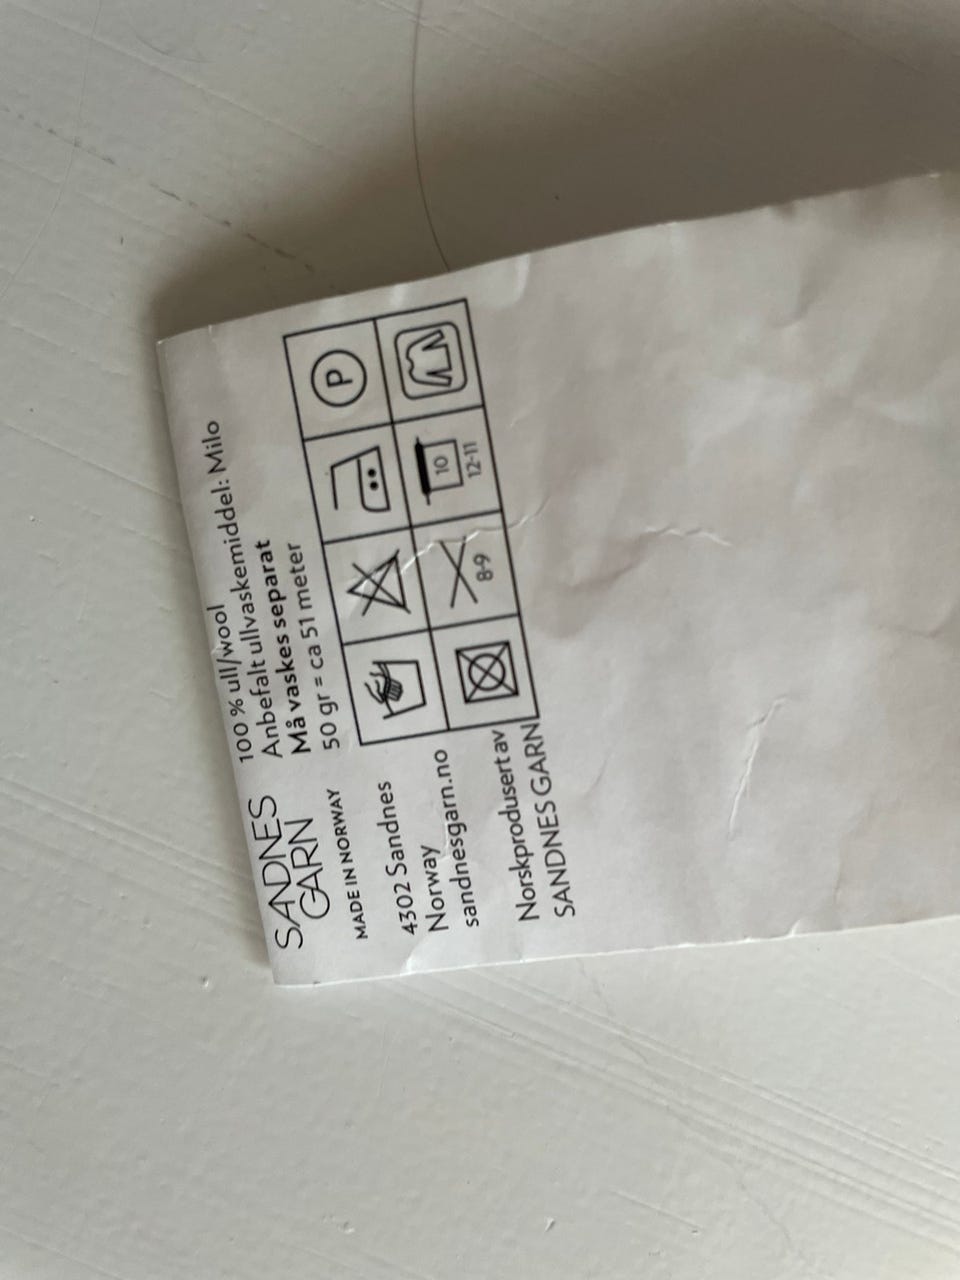 SANDNES
GARN
MADE IN NORWAY
4302 Sandnes
Norway
sandnesgarn.no
Norskprodusert av
SANDNES GARN
100 % ull/wool
Anbefalt ullvaskemiddel: Milo
Må vaskes separat
50 gr = ca 51 meter
P
8-9
10
12-11